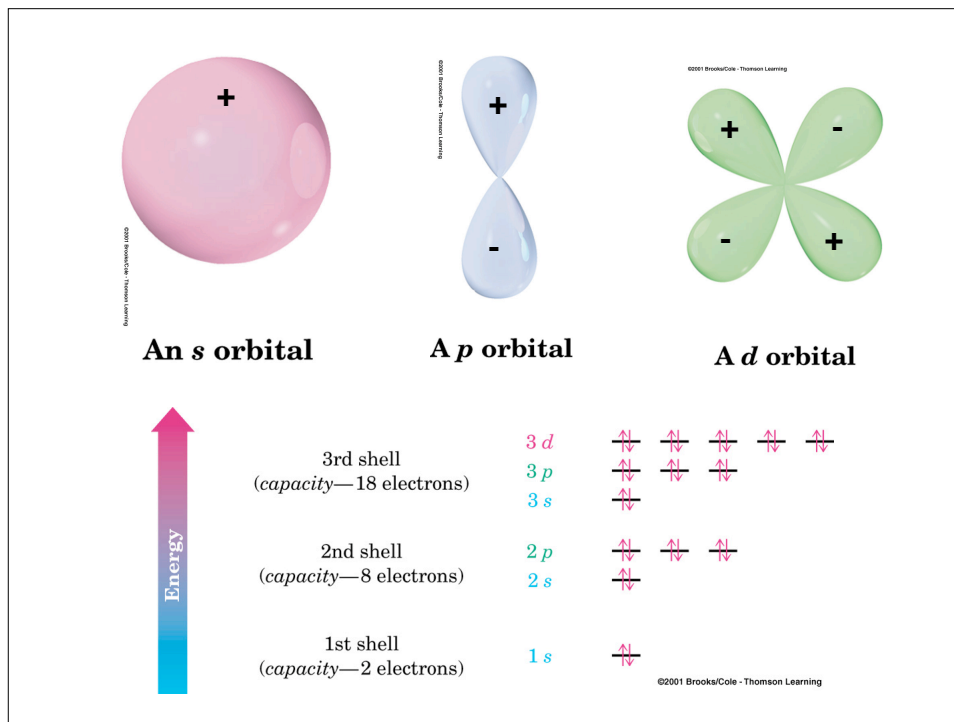 ©2001 Brooks/Cole - Thomson Learning
+
©2001 Brooks/Cole - Thomson Learning
+
-
©2001 Brooks/Cole - Thomson Learning
+ -
- +
An s orbital
A p orbital
A d orbital
Energy
3rd shell
(capacity—18 electrons)
3 d
3 p
3 s
2nd shell
(capacity—8 electrons)
2 p
2 s
1st shell
(capacity—2 electrons)
1 s
©2001 Brooks/Cole - Thomson Learning